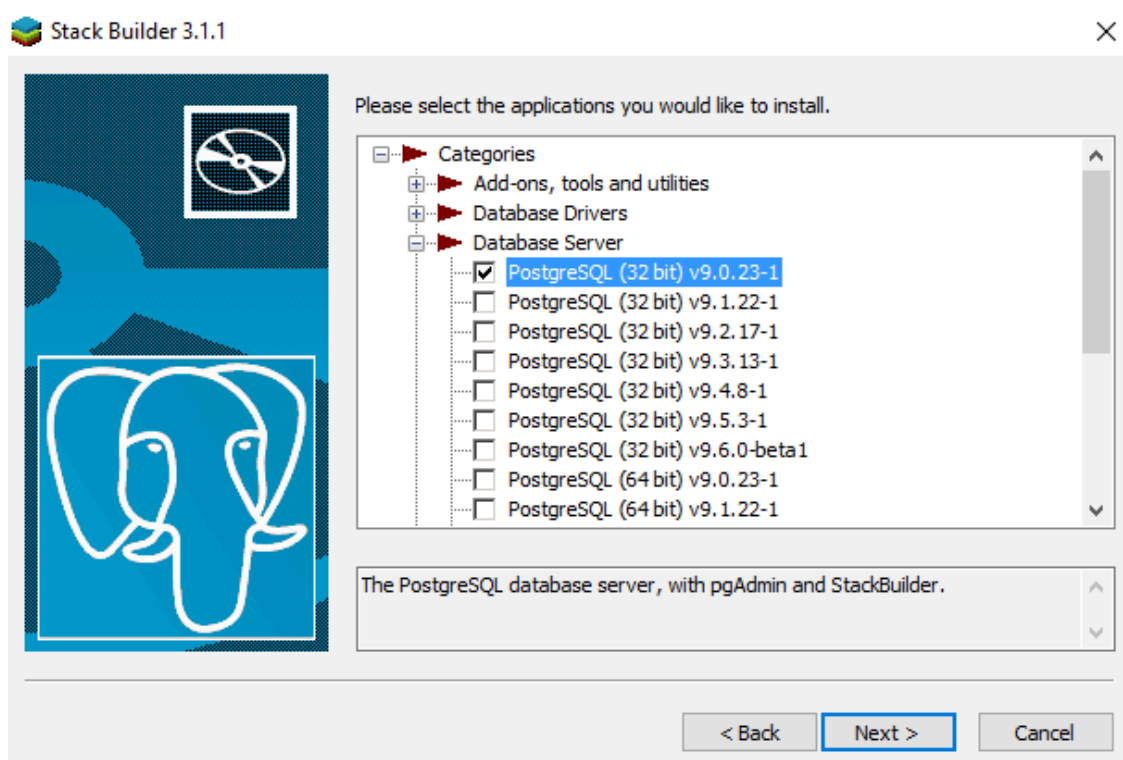 Stack Builder 3.1.1
Please select the applications you would like to install.
Categories
Add-ons, tools and utilities
Database Drivers
Database Server
PostgreSQL (32 bit) v9.0.23-1
PostgreSQL (32 bit) v9.1.22-1
PostgreSQL (32 bit) v9.2.17-1
PostgreSQL (32 bit) v9.3.13-1
PostgreSQL (32 bit) v9.4.8-1
PostgreSQL (32 bit) v9.5.3-1
PostgreSQL (32 bit) v9.6.0-beta1
PostgreSQL (64 bit) v9.0.23-1
PostgreSQL (64 bit) v9.1.22-1
The PostgreSQL database server, with pgAdmin and StackBuilder.
< Back Next > Cancel